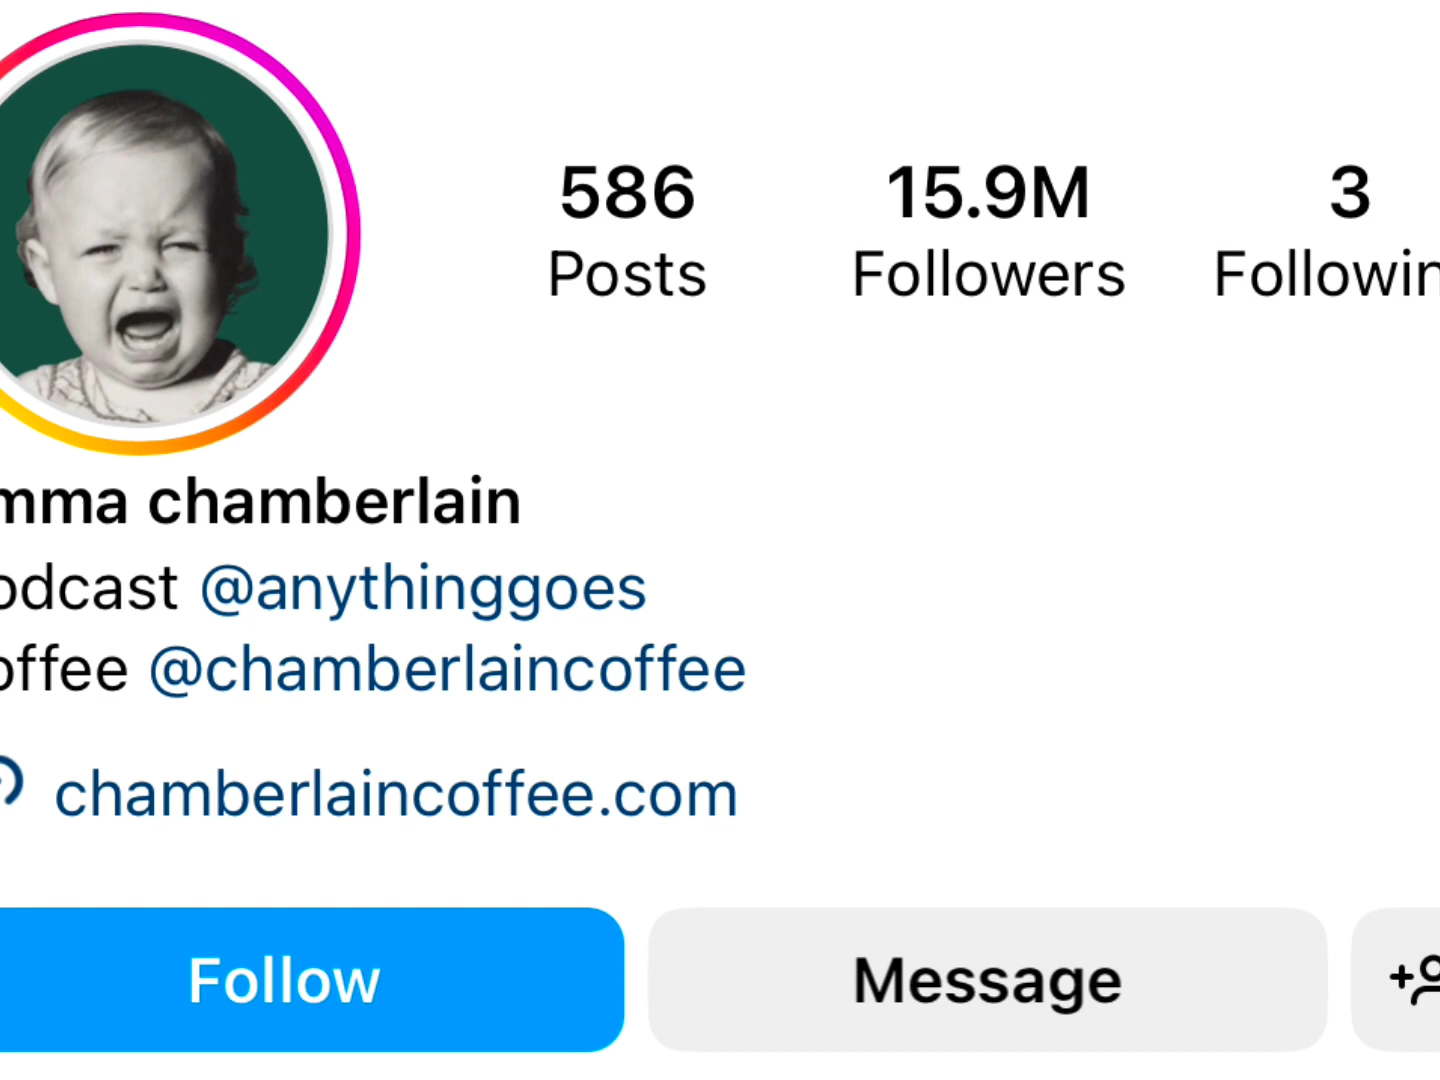 586 15.9M 3
Posts Followers Followin
mma chamberlain
odcast @anythinggoes
offee @chamberlaincoffee
chamberlaincoffee.com
Follow Message